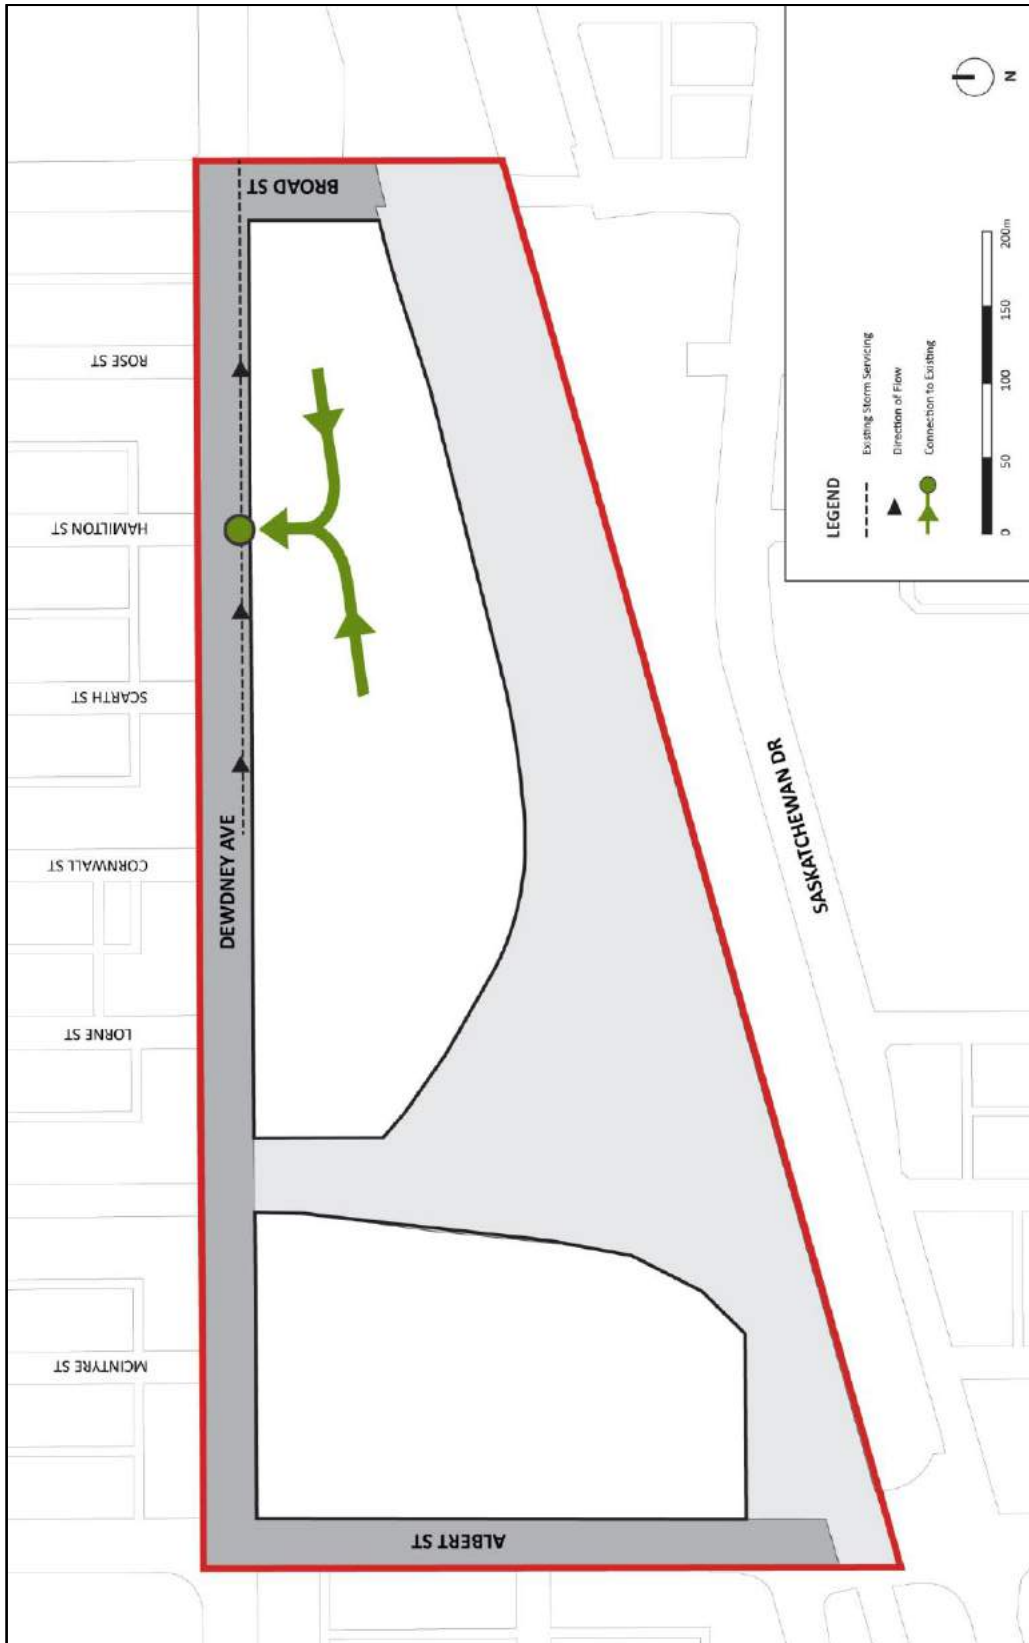 BROAD ST
ROSE ST
HAMILTON ST
SCARTH ST
CORNWALL ST
LORNE ST
MCINTYRE ST
DEWDNEY AVE
ALBERT ST
SASKATCHEWAN DR
N
LEGEND
Existing Storm Servicing
Direction of Flow
Connection to Existing
0 50 100 150 200m